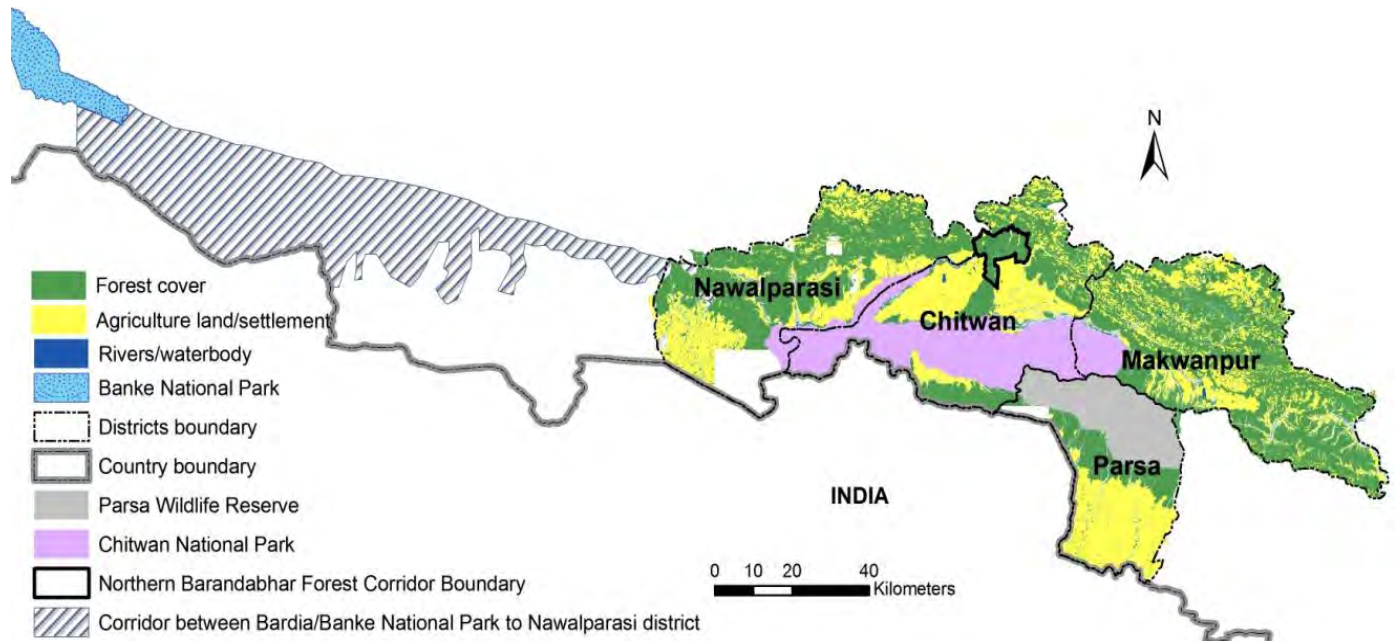 N
Nawalparasi
Chitwan
Makwanpur
Parsa
INDIA
Forest cover
Agriculture land/settlement
Rivers/waterbody
Banke National Park
Districts boundary
Country boundary
Parsa Wildlife Reserve
Chitwan National Park
Northern Barandabhar Forest Corridor Boundary
Corridor between Bardia/Banke National Park to Nawalparasi district
0 10 20 40
Kilometers